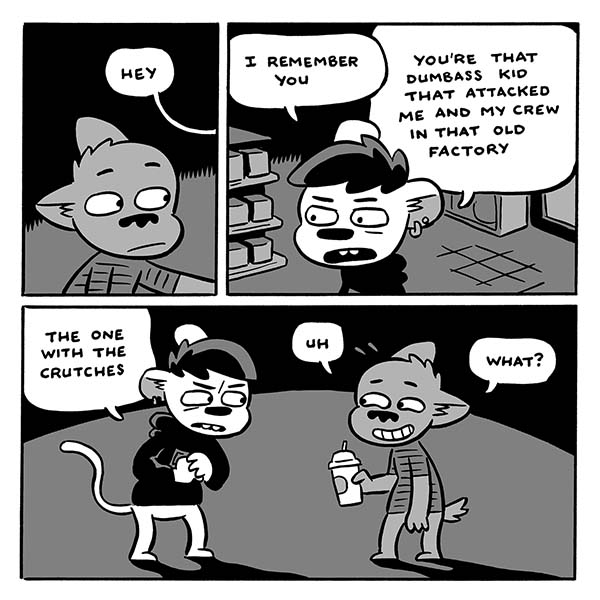 HEY
I REMEMBER
YOU
YOU'RE THAT
DUMBASS KID
THAT ATTACKED
ME AND MY CREW
IN THAT OLD
FACTORY
THE ONE
WITH THE
CRUTCHES
UH
WHAT?